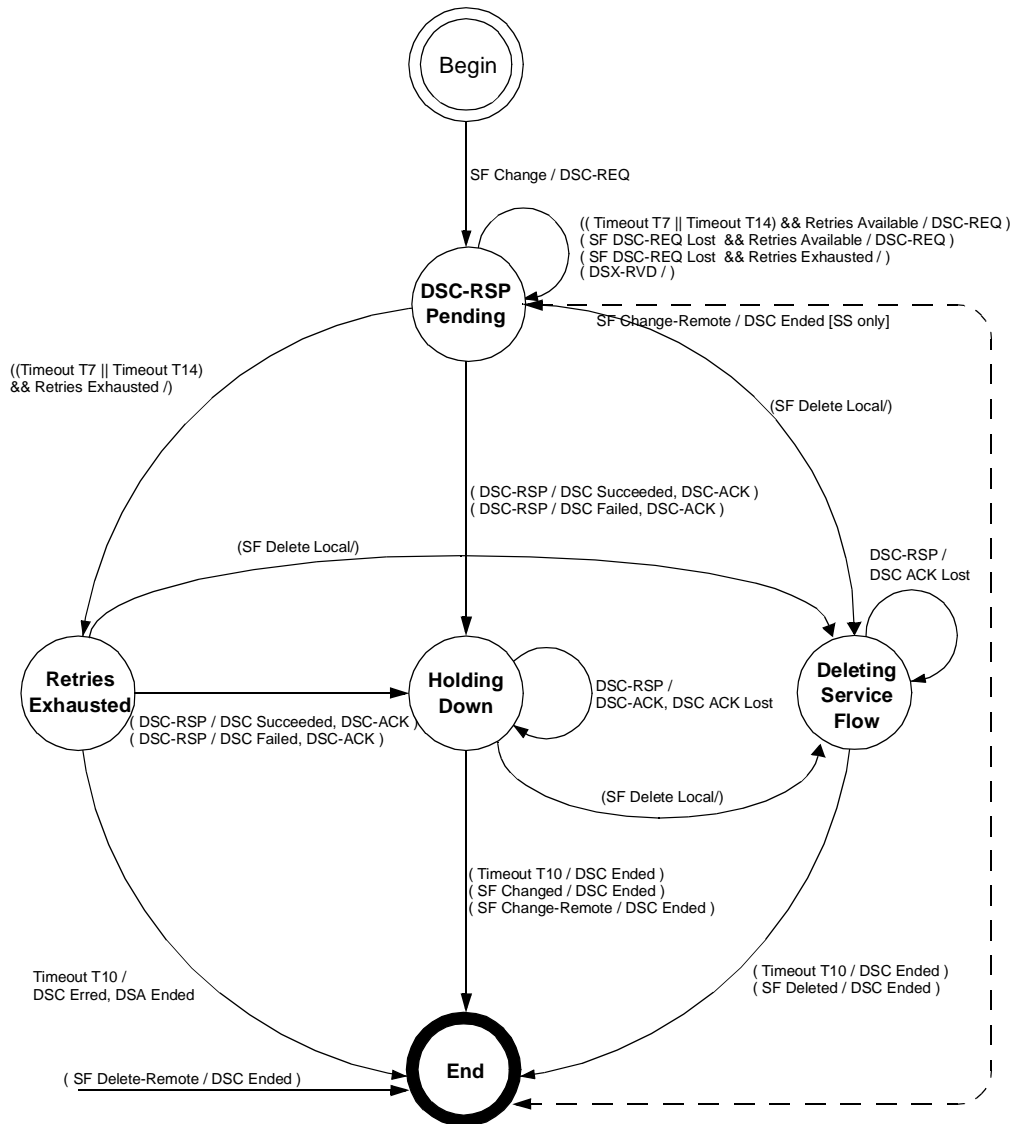 Begin
SF Change / DSC-REQ
(( Timeout T7 || Timeout T14) && Retries Available / DSC-REQ )
( SF DSC-REQ Lost && Retries Available / DSC-REQ )
( SF DSC-REQ Lost && Retries Exhausted / )
( DSX-RVD / )
DSC-RSP
Pending
SF Change-Remote / DSC Ended [SS only]
((Timeout T7 || Timeout T14)
&& Retries Exhausted /)
(SF Delete Local/)
( DSC-RSP / DSC Succeeded, DSC-ACK )
( DSC-RSP / DSC Failed, DSC-ACK )
(SF Delete Local/)
DSC-RSP /
DSC ACK Lost
Retries
Exhausted
Holding
Down
DSC-RSP /
DSC-ACK, DSC ACK Lost
Deleting
Service
Flow
( DSC-RSP / DSC Succeeded, DSC-ACK )
( DSC-RSP / DSC Failed, DSC-ACK )
(SF Delete Local/)
( Timeout T10 / DSC Ended )
( SF Changed / DSC Ended )
( SF Change-Remote / DSC Ended )
Timeout T10 /
DSC Erred, DSA Ended
( Timeout T10 / DSC Ended )
( SF Deleted / DSC Ended )
( SF Delete-Remote / DSC Ended )
End